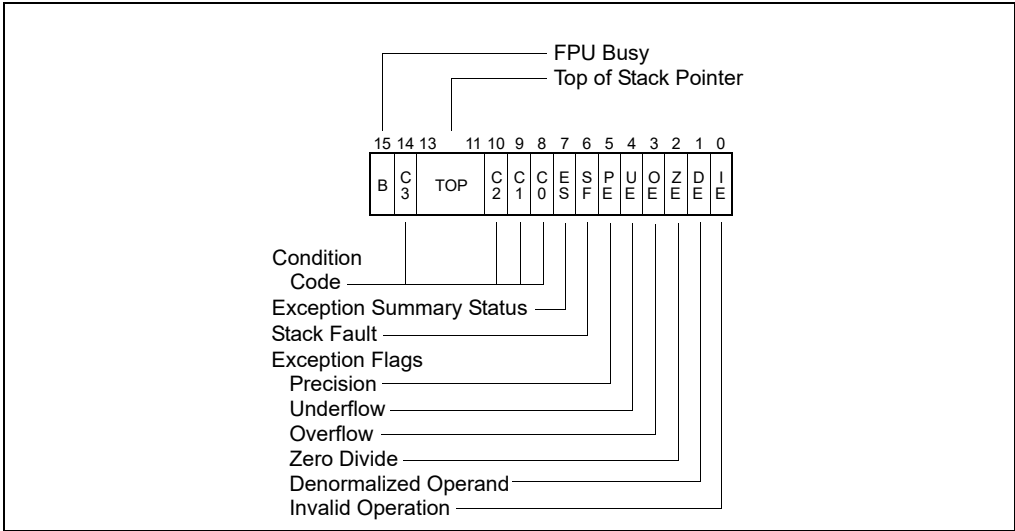 FPU Busy
Top of Stack Pointer
15 14 13 11 10 9 8 7 6 5 4 3 2 1 0
B C3 TOP C2 C1 C0 ES SF PE UE OE ZE DE IE
Condition
Code
Exception Summary Status
Stack Fault
Exception Flags
Precision
Underflow
Overflow
Zero Divide
Denormalized Operand
Invalid Operation